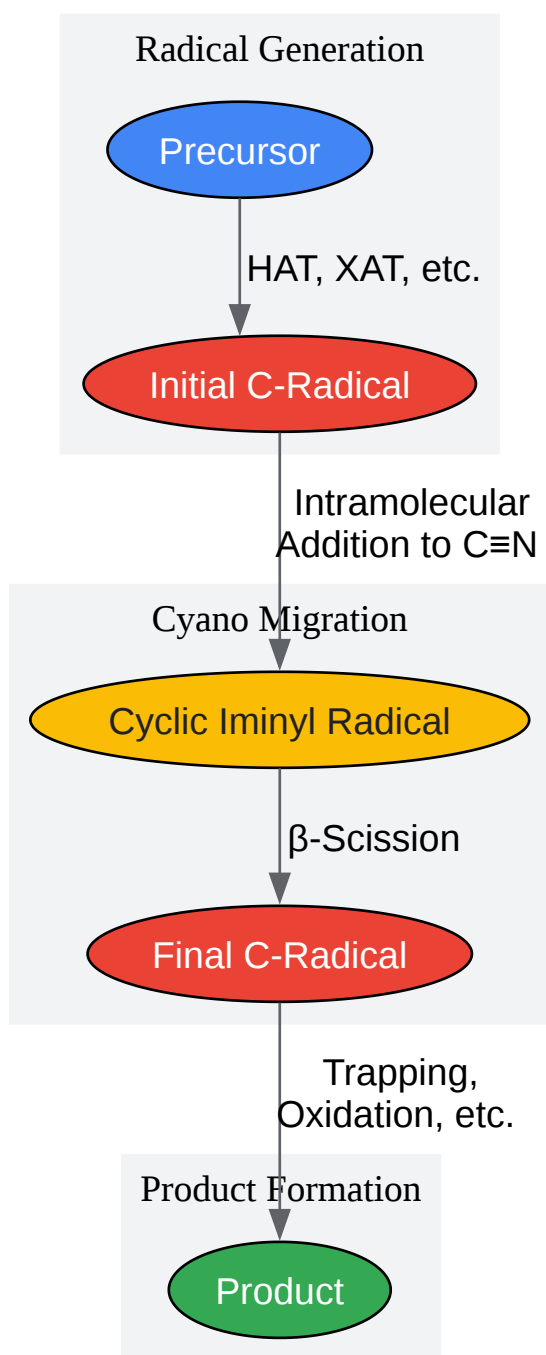 Radical Generation
Precursor
HAT, XAT, etc.
Initial C-Radical
Intramolecular
Addition to C≡N
Cyano Migration
Cyclic Iminyl Radical
β-Scission
Final C-Radical
Trapping,
Oxidation, etc.
Product Formation
Product